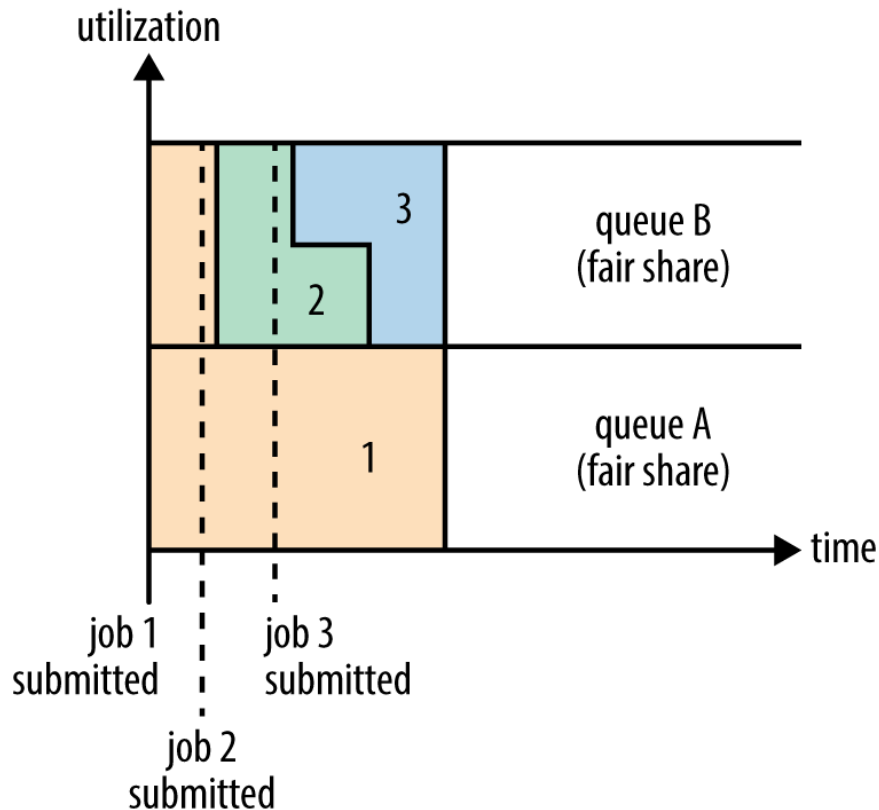 utilization
3
queue B
(fair share)
2
queue A
(fair share)
1
time
job 1
submitted
job 3
submitted
job 2
submitted